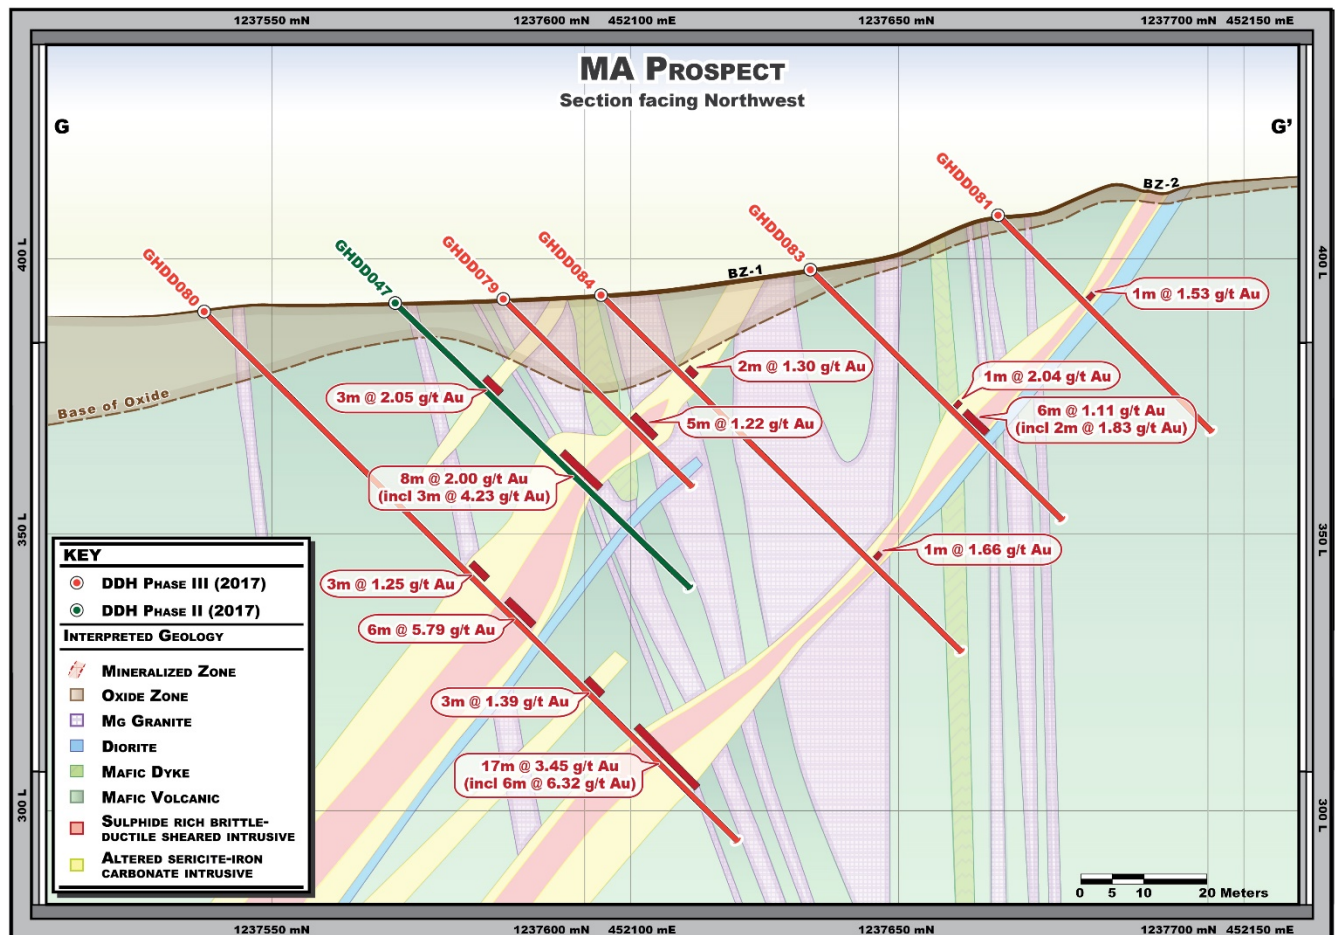 1237550 mN
1237600 mN
452100 mE
1237650 mN
1237700 mN
452150 mE
MA Prospect
Section facing Northwest
G
G'
BZ-2
GHDD081
GHDD083
GHDD084
GHDD079
GHDD047
GHDD080
BZ-1
400 L
400 L
1m @ 1.53 g/t Au
2m @ 1.30 g/t Au
1m @ 2.04 g/t Au
3m @ 2.05 g/t Au
Base of Oxide
5m @ 1.22 g/t Au
6m @ 1.11 g/t Au
(incl 2m @ 1.83 g/t Au)
8m @ 2.00 g/t Au
(incl 3m @ 4.23 g/t Au)
350 L
350 L
1m @ 1.66 g/t Au
3m @ 1.25 g/t Au
6m @ 5.79 g/t Au
3m @ 1.39 g/t Au
17m @ 3.45 g/t Au
(incl 6m @ 6.32 g/t Au)
300 L
300 L
KEY
DDH Phase III (2017)
DDH Phase II (2017)
Interpreted Geology
Mineralized Zone
Oxide Zone
Mg Granite
Diorite
Mafic Dyke
Mafic Volcanic
Sulphide rich brittle-
ductile sheared intrusive
Altered sericite-iron
carbonate intrusive
0 5 10 20 Meters
1237550 mN
1237600 mN
452100 mE
1237650 mN
1237700 mN
452150 mE